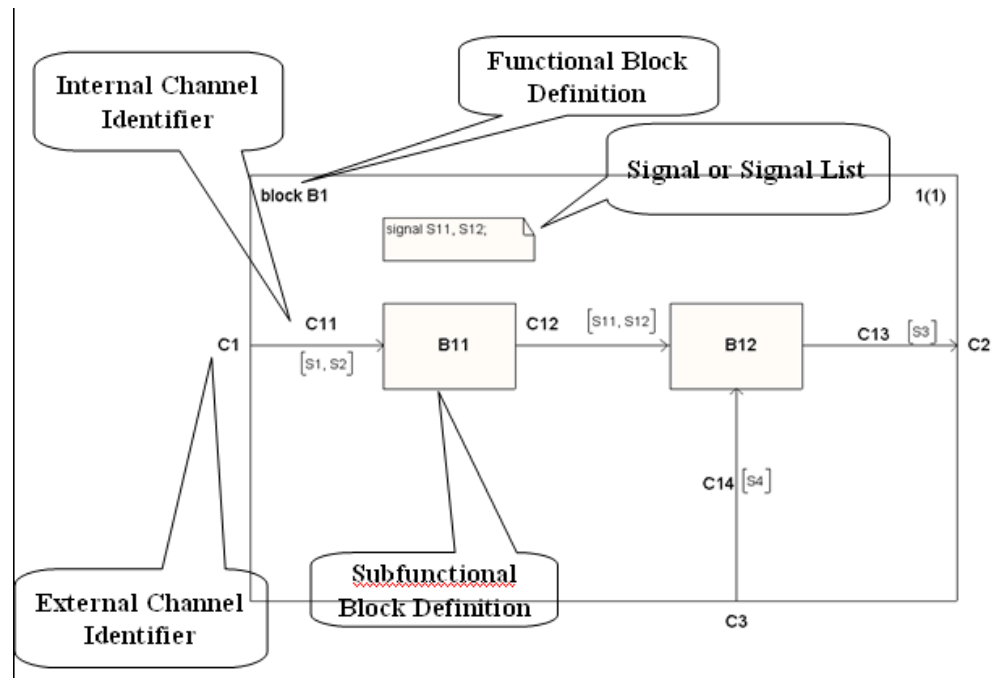 Functional Block
Definition
Internal Channel
Identifier
Signal or Signal List
block B1
1(1)
signal S11, S12;
C11
C12
[S11, S12]
C13
[S3]
C1
[S1, S2]
B11
B12
C2
C14
[S4]
Subfunctional
Block Definition
External Channel
Identifier
C3